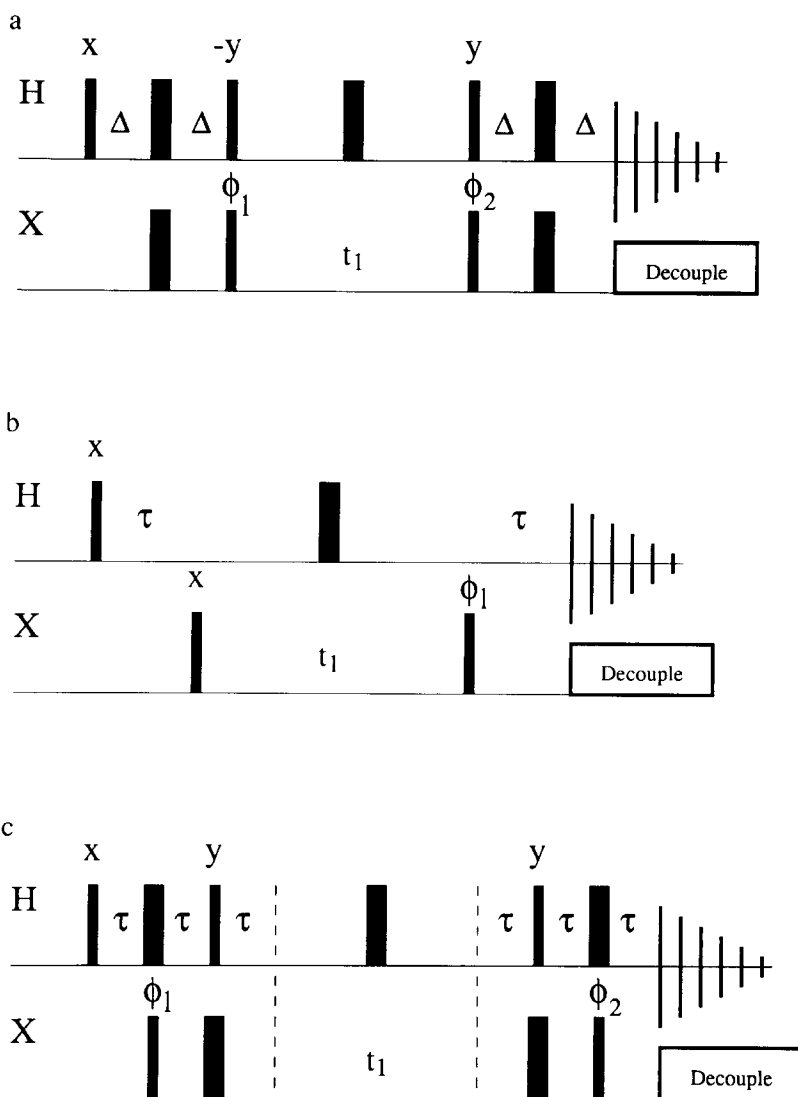 a
x -y y
H Δ Δ Δ Δ
ϕ1 ϕ2
X t1 Decouple
b
x
H τ τ
x ϕ1
X t1 Decouple
c
x y y
H τ τ τ τ τ τ
ϕ1 ϕ2
X t1 Decouple